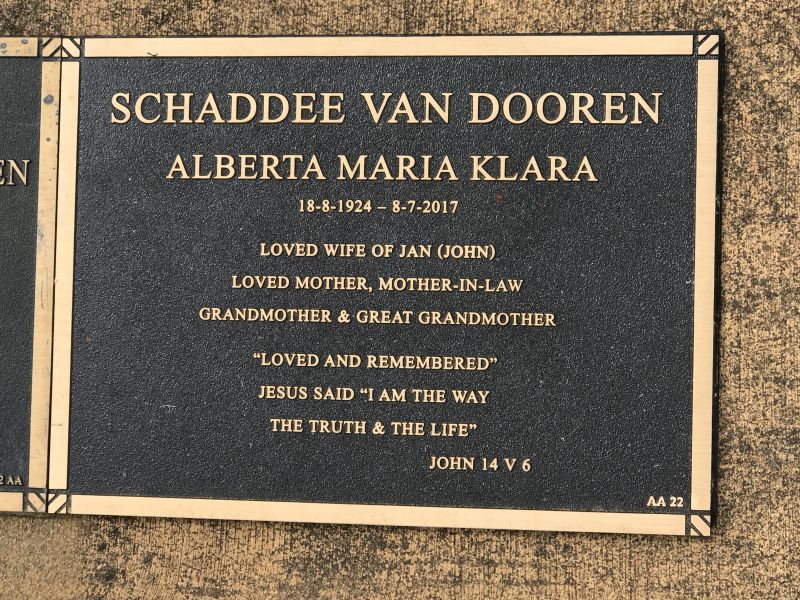 SCHADDEE VAN DOOREN
ALBERTA MARIA KLARA
18-8-1924 – 8-7-2017
LOVED WIFE OF JAN (JOHN)
LOVED MOTHER, MOTHER-IN-LAW
GRANDMOTHER & GREAT GRANDMOTHER
“LOVED AND REMEMBERED”
JESUS SAID “I AM THE WAY
THE TRUTH & THE LIFE”
JOHN 14 V 6
AA 22